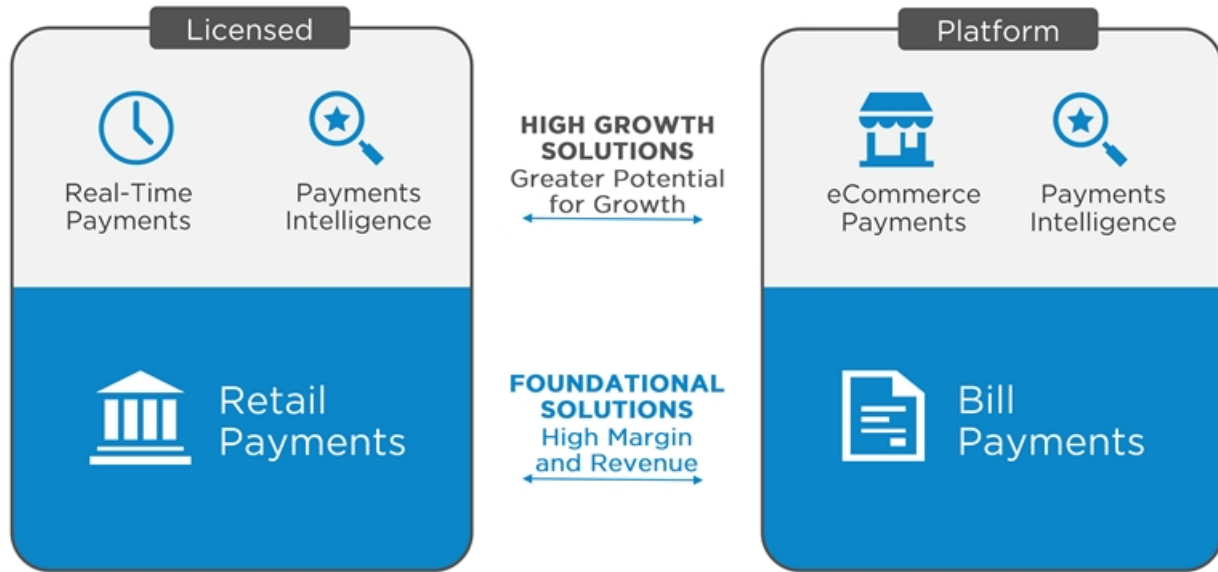 Licensed
Real-Time
Payments
Payments
Intelligence
HIGH GROWTH
SOLUTIONS
Greater Potential
for Growth
Platform
eCommerce
Payments
Payments
Intelligence
Retail
Payments
FOUNDATIONAL
SOLUTIONS
High Margin
and Revenue
Bill
Payments